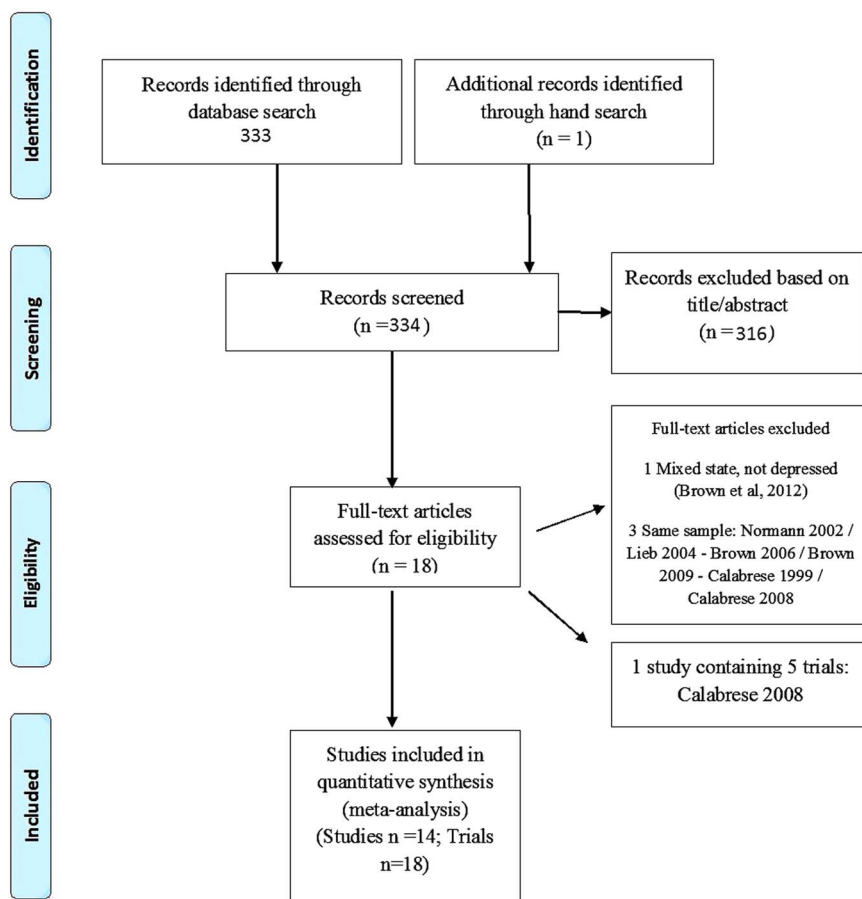 Identification
Records identified through
database search
333
Additional records identified
through hand search
(n = 1)
Screening
Records screened
(n =334)
Records excluded based on
title/abstract
(n =316)
Eligibility
Full-text articles
assessed for eligibility
(n = 18)
Full-text articles excluded
1 Mixed state, not depressed
(Brown et al, 2012)
3 Same sample: Normann 2002 /
Lieb 2004 - Brown 2006 / Brown
2009 - Calabrese 1999 /
Calabrese 2008
1 study containing 5 trials:
Calabrese 2008
Included
Studies included in
quantitative synthesis
(meta-analysis)
(Studies n =14; Trials
n=18)